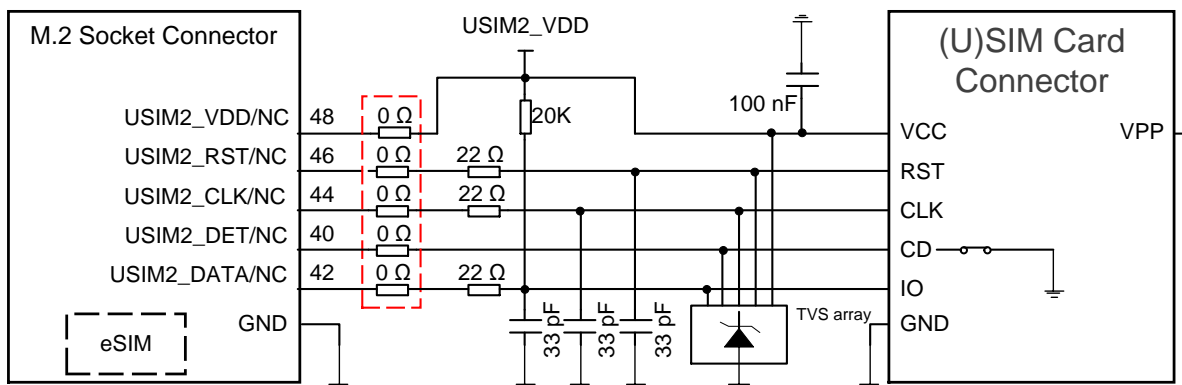 M.2 Socket Connector
USIM2_VDD
(U)SIM Card
Connector
100 nF
USIM2_VDD/NC 48 0 Ω 20K VCC VPP
USIM2_RST/NC 46 0 Ω 22 Ω RST
USIM2_CLK/NC 44 0 Ω 22 Ω CLK
USIM2_DET/NC 40 0 Ω CD
USIM2_DATA/NC 42 0 Ω 22 Ω IO
GND 33 pF 33 pF 33 pF TVS array GND
eSIM